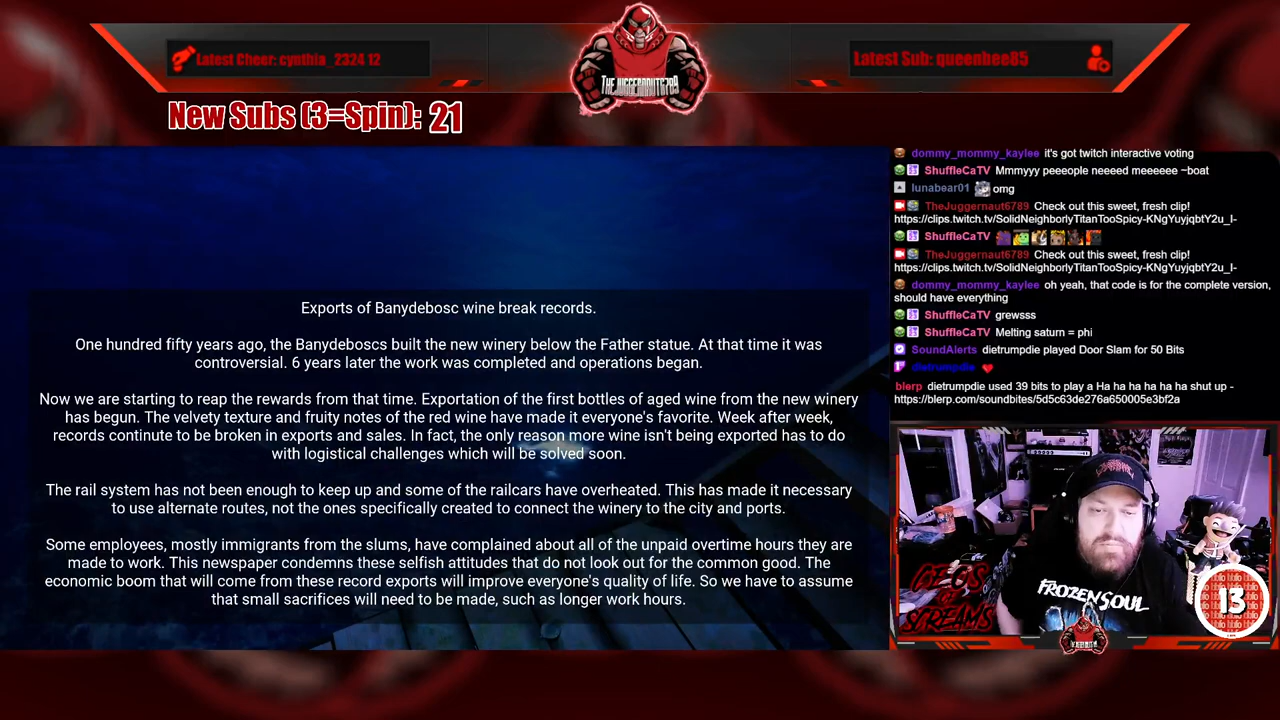 Latest Cheer: cynthia_2324 12
THEJUGGERNAUT6789
Latest Sub: queenbee85
New Subs (3=Spin): 21
Exports of Banydebosc wine break records.
One hundred fifty years ago, the Banydeboscs built the new winery below the Father statue. At that time it was
controversial. 6 years later the work was completed and operations began.
Now we are starting to reap the rewards from that time. Exportation of the first bottles of aged wine from the new winery
has begun. The velvety texture and fruity notes of the red wine have made it everyone's favorite. Week after week,
records continute to be broken in exports and sales. In fact, the only reason more wine isn't being exported has to do
with logistical challenges which will be solved soon.
The rail system has not been enough to keep up and some of the railcars have overheated. This has made it necessary
to use alternate routes, not the ones specifically created to connect the winery to the city and ports.
Some employees, mostly immigrants from the slums, have complained about all of the unpaid overtime hours they are
made to work. This newspaper condemns these selfish attitudes that do not look out for the common good. The
economic boom that will come from these record exports will improve everyone's quality of life. So we have to assume
that small sacrifices will need to be made, such as longer work hours.
dommy_mommy_kaylee it's got twitch interactive voting
ShuffleCaTV Mmmyyy peeeople neeeed meeeeee ~boat
lunabear01 omg
TheJuggernaut6789 Check out this sweet, fresh clip!
https://clips.twitch.tv/SolidNeighborlyTitanTooSpicy-KNgYuyjqbtY2u_I-
ShuffleCaTV
TheJuggernaut6789 Check out this sweet, fresh clip!
https://clips.twitch.tv/SolidNeighborlyTitanTooSpicy-KNgYuyjqbtY2u_I-
dommy_mommy_kaylee oh yeah, that code is for the complete version,
should have everything
ShuffleCaTV grewsss
ShuffleCaTV Melting saturn = phi
SoundAlerts dietrumpdie played Door Slam for 50 Bits
dietrumpdie
blerp dietrumpdie used 39 bits to play a Ha ha ha ha ha ha shut up -
https://blerp.com/soundbites/5d5c63de276a650005e3bf2a
SCREAMS
FROZEN SOUL
13